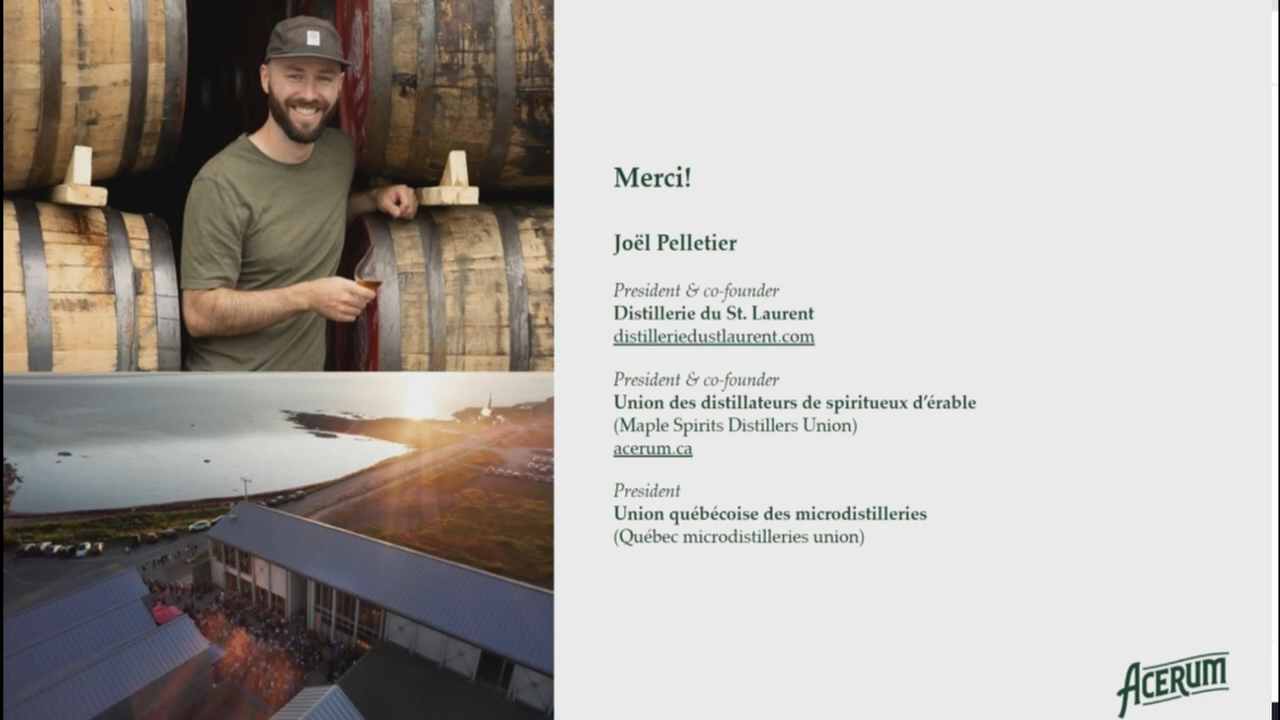 Merci!
Joël Pelletier
President & co-founder
Distillerie du St. Laurent
distilleriedustlaurent.com
President & co-founder
Union des distillateurs de spiritueux d’érable
(Maple Spirits Distillers Union)
acerum.ca
President
Union québécoise des microdistilleries
(Québec microdistilleries union)
ACERUM